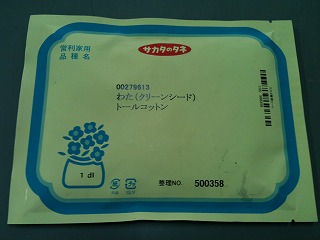 営利家用
品種名
サカタのタネ
00279613
わた(クリーンシード)
トールコットン
1 dl
整理NO. 500358